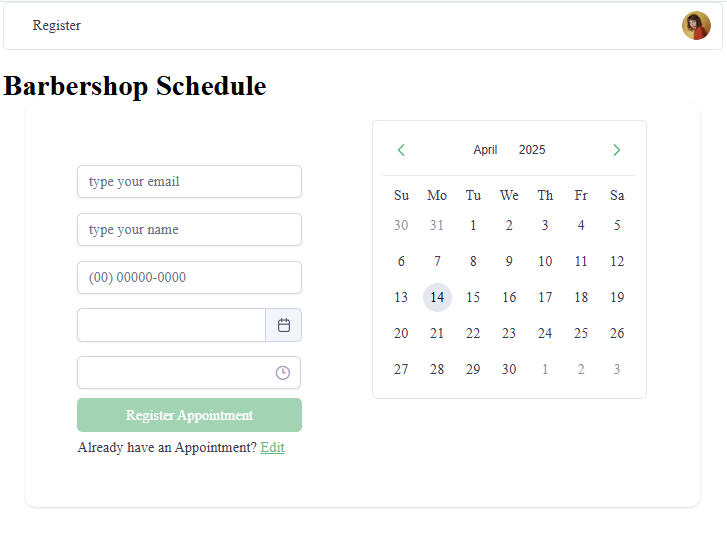 Register
Barbershop Schedule
type your email
type your name
(00) 00000-0000
Register Appointment
Already have an Appointment? Edit
April 2025
Su Mo Tu We Th Fr Sa
30 31 1 2 3 4 5
6 7 8 9 10 11 12
13 14 15 16 17 18 19
20 21 22 23 24 25 26
27 28 29 30 1 2 3